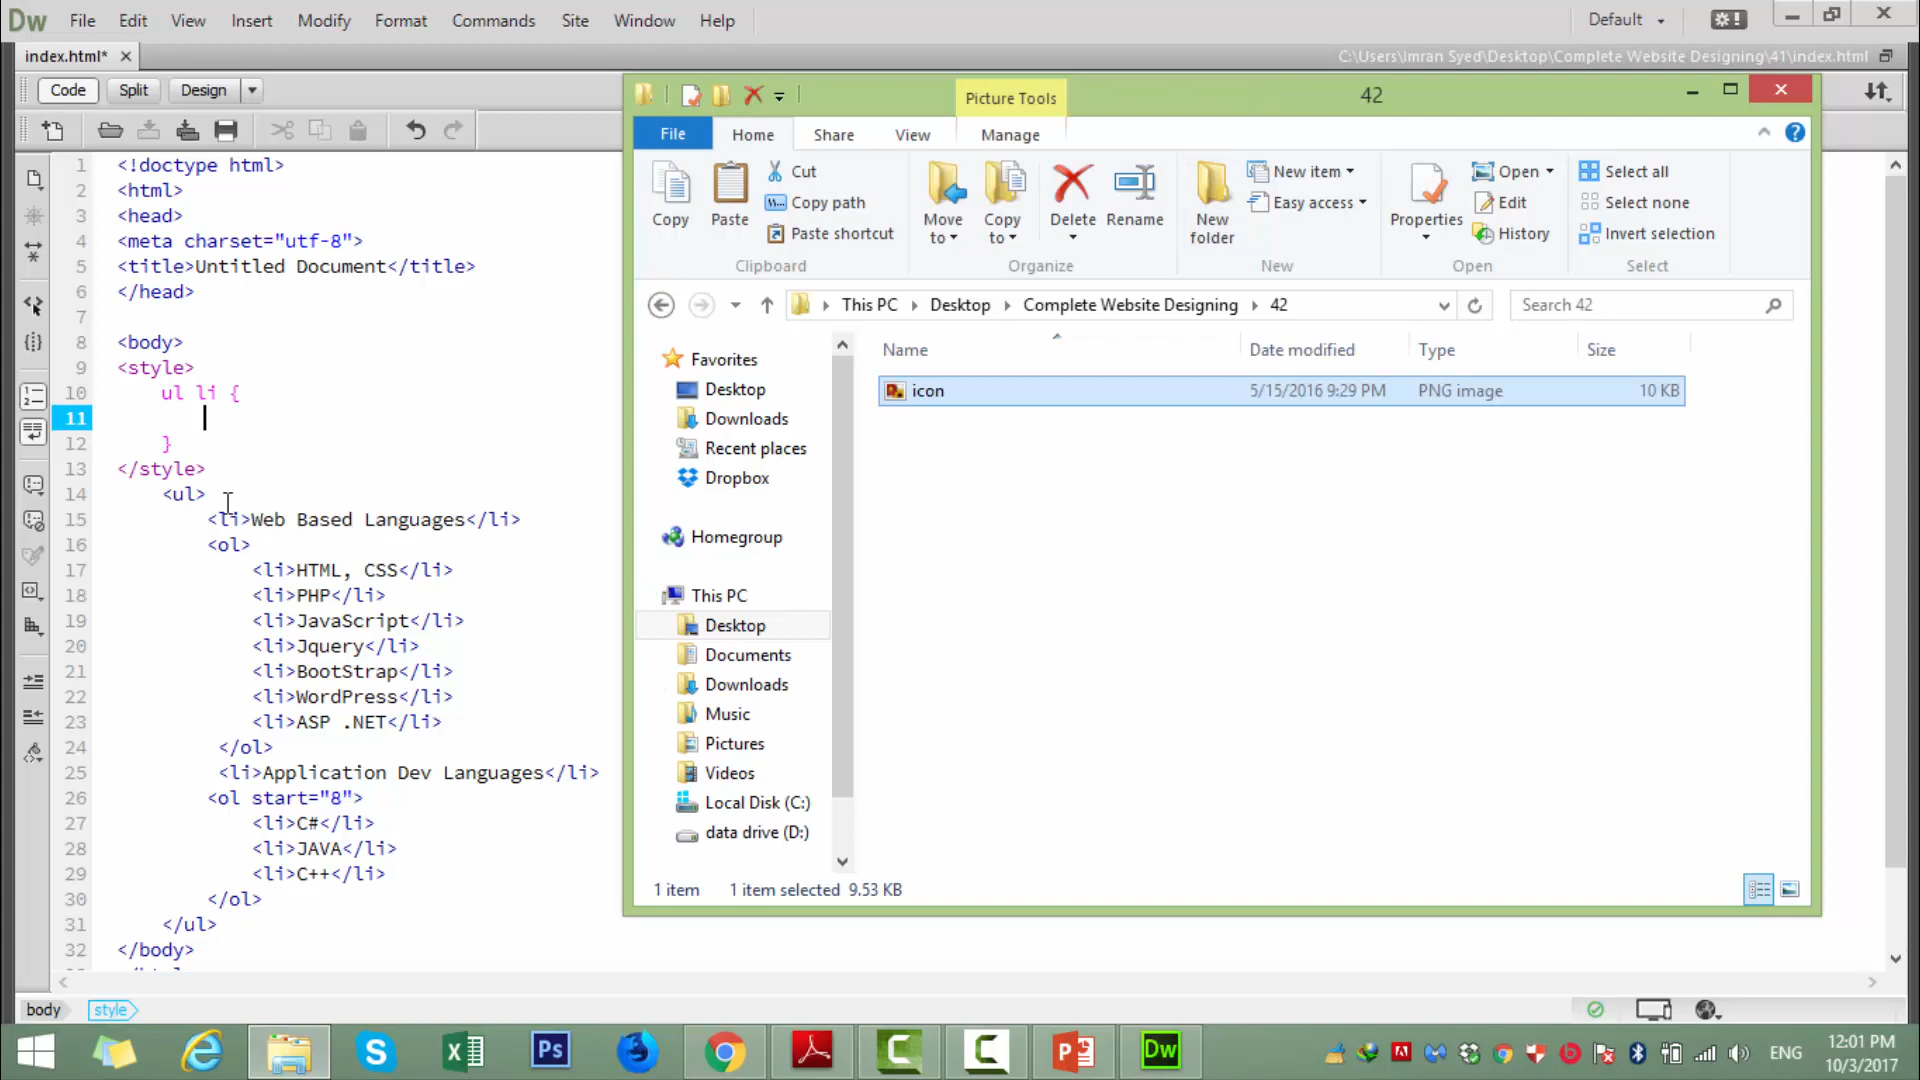 Dw File Edit View Insert Modify Format Commands Site Window Help Default
index.html* C:\Users\Imran Syed\Desktop\Complete Website Designing\41\index.html
Code Split Design
1 <!doctype html>
2 <html>
3 <head>
4 <meta charset="utf-8">
5 <title>Untitled Document</title>
6 </head>
7
8 <body>
9 <style>
10 ul li {
11
12 }
13 </style>
14 <ul>
15 <li>Web Based Languages</li>
16 <ol>
17 <li>HTML, CSS</li>
18 <li>PHP</li>
19 <li>JavaScript</li>
20 <li>Jquery</li>
21 <li>BootStrap</li>
22 <li>WordPress</li>
23 <li>ASP .NET</li>
24 </ol>
25 <li>Application Dev Languages</li>
26 <ol start="8">
27 <li>C#</li>
28 <li>JAVA</li>
29 <li>C++</li>
30 </ol>
31 </ul>
32 </body>
body style
Picture Tools 42
File Home Share View Manage
Copy
Paste
Cut
Copy path
Paste shortcut
Clipboard
Move to
Copy to
Delete
Rename
Organize
New folder
New item
Easy access
New
Properties
Open
Edit
History
Open
Select all
Select none
Invert selection
Select
This PC Desktop Complete Website Designing 42
Search 42
Favorites
Desktop
Downloads
Recent places
Dropbox
Homegroup
This PC
Desktop
Documents
Downloads
Music
Pictures
Videos
Local Disk (C:)
data drive (D:)
Name Date modified Type Size
icon 5/15/2016 9:29 PM PNG image 10 KB
1 item 1 item selected 9.53 KB
Ps
Dw
ENG
12:01 PM
10/3/2017